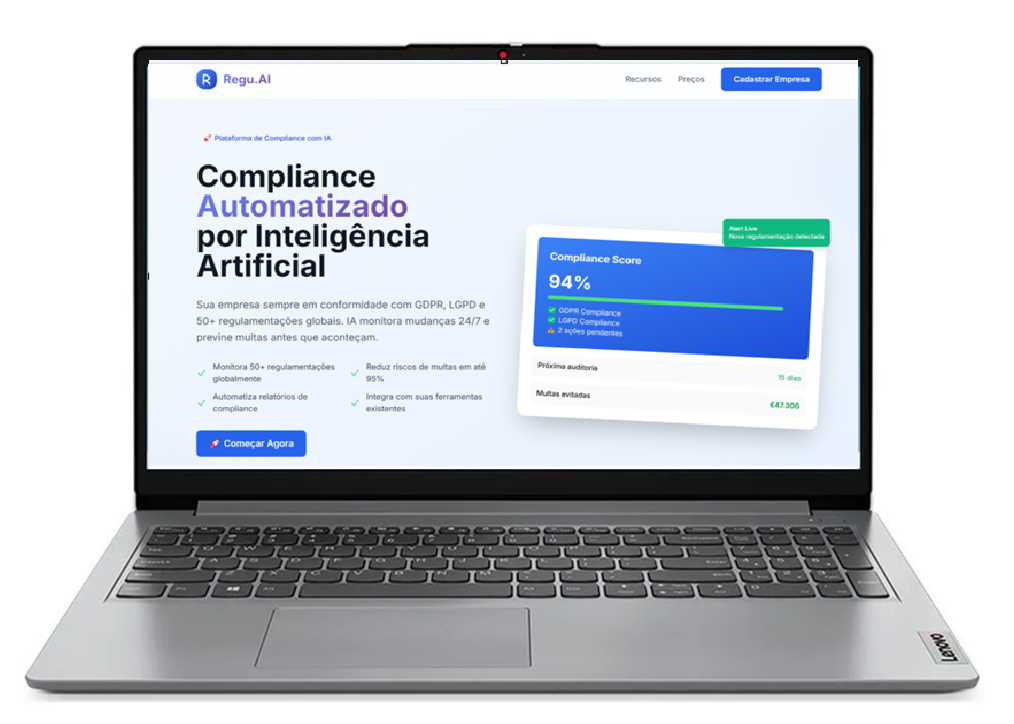 Regu.AI
Recursos
Preços
Cadastrar Empresa
🚀 Plataforma de Compliance com IA
Compliance
Automatizado
por Inteligência
Artificial
Sua empresa sempre em conformidade com GDPR, LGPD e
50+ regulamentações globais. IA monitora mudanças 24/7 e
previne multas antes que aconteçam.
Monitora 50+ regulamentações
globalmente
Reduz riscos de multas em até
95%
Automatiza relatórios de
compliance
Integra com suas ferramentas
existentes
🚀 Começar Agora
Alert Live
Nova regulamentação detectada
Compliance Score
94%
✅ GDPR Compliance
✅ LGPD Compliance
⚠️ 2 ações pendentes
Próxima auditoria
15 dias
Multas evitadas
€47.300
Lenovo